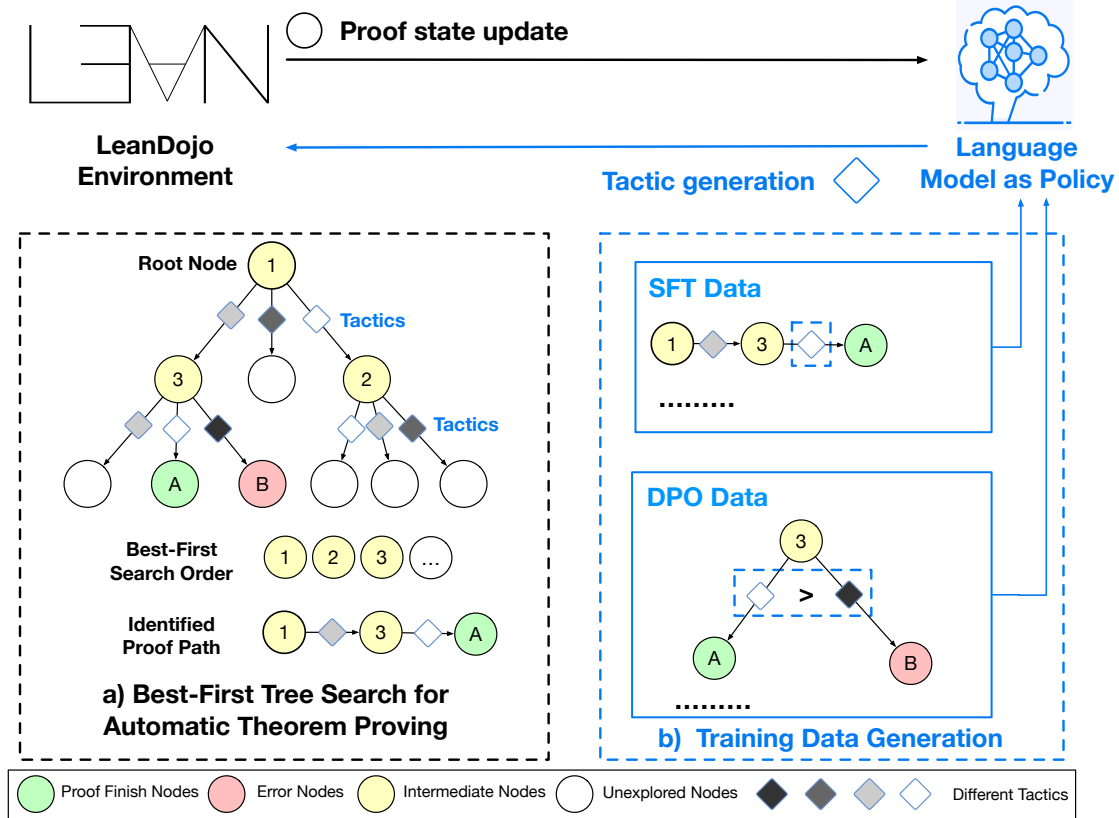 LEAN
Proof state update
LeanDojo
Environment
Language
Model as Policy
Tactic generation
Root Node
1
Tactics
3
2
Tactics
A
B
Best-First
Search Order
1
2
3
...
Identified
Proof Path
1
3
A
a) Best-First Tree Search for
Automatic Theorem Proving
SFT Data
1
3
A
.........
DPO Data
3
>
A
B
.........
b) Training Data Generation
Proof Finish Nodes
Error Nodes
Intermediate Nodes
Unexplored Nodes
Different Tactics